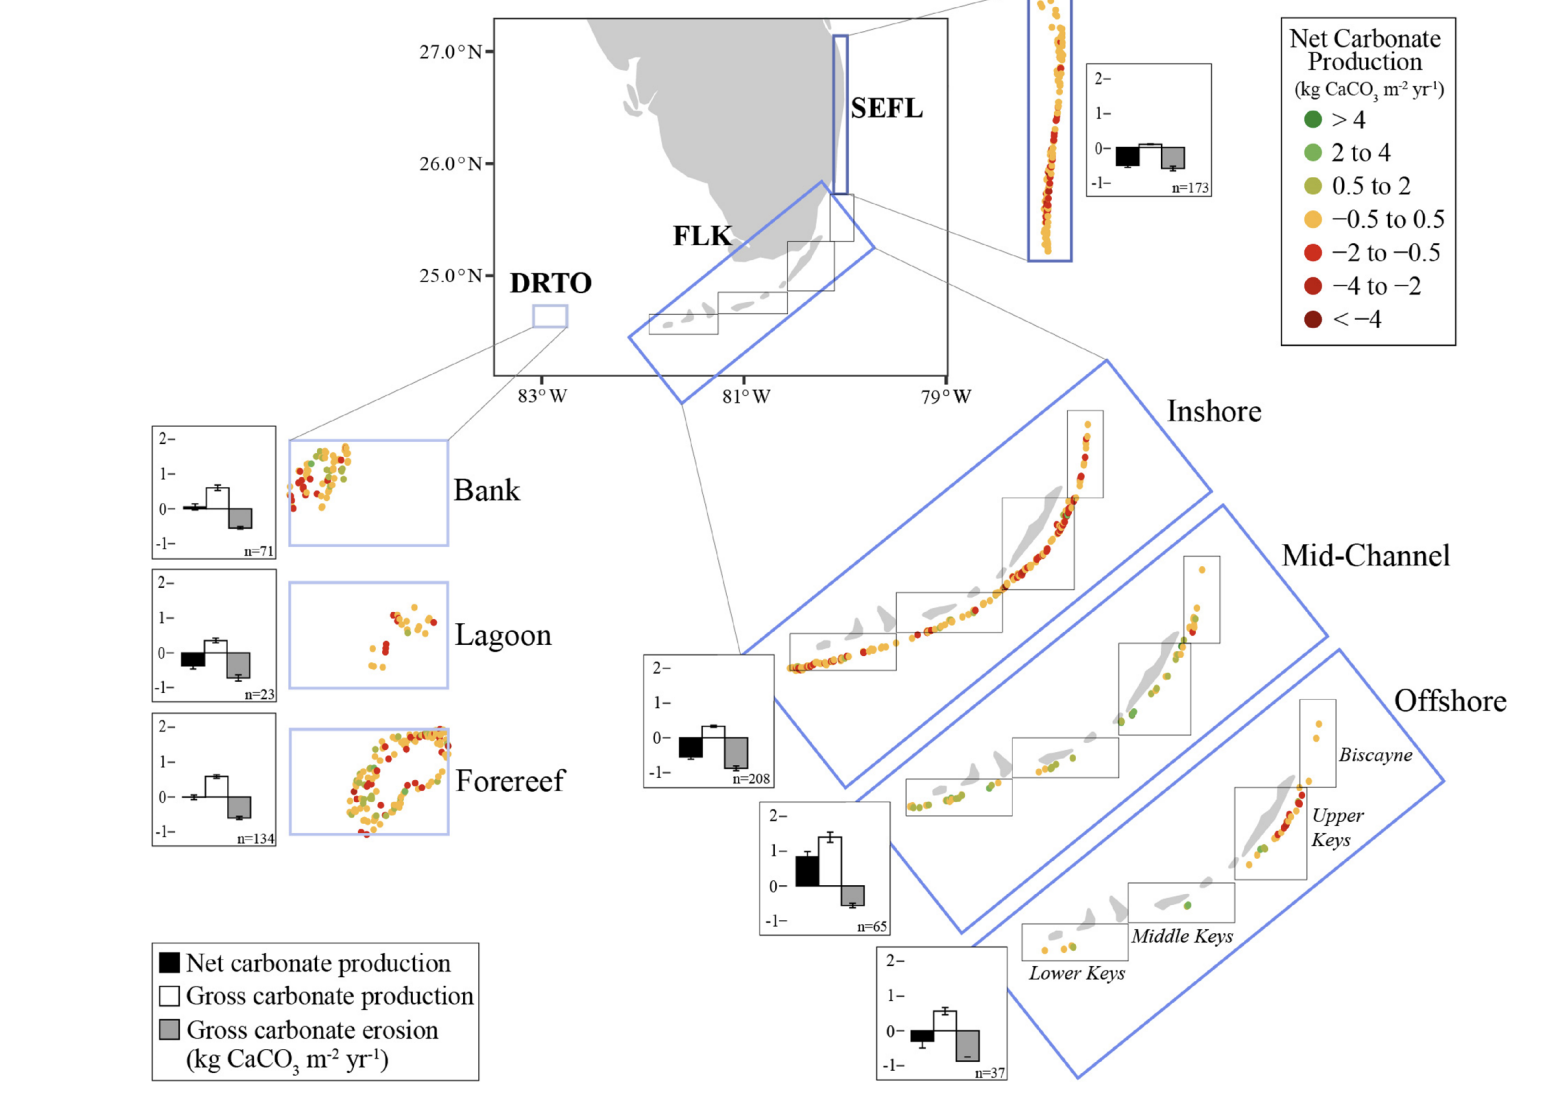 27.0°N
26.0°N
25.0°N
83°W
81°W
79°W
SEFL
FLK
DRTO
2
1
0
-1
n=173
Net Carbonate
Production
(kg CaCO3 m-2 yr-1)
> 4
2 to 4
0.5 to 2
−0.5 to 0.5
−2 to −0.5
−4 to −2
< −4
2
1
0
-1
n=71
Bank
2
1
0
-1
n=23
Lagoon
2
1
0
-1
n=134
Forereef
Inshore
2
1
0
-1
n=208
Mid-Channel
2
1
0
-1
n=65
Offshore
Biscayne
Upper
Keys
Middle Keys
Lower Keys
2
1
0
-1
n=37
Net carbonate production
Gross carbonate production
Gross carbonate erosion
(kg CaCO3 m-2 yr-1)